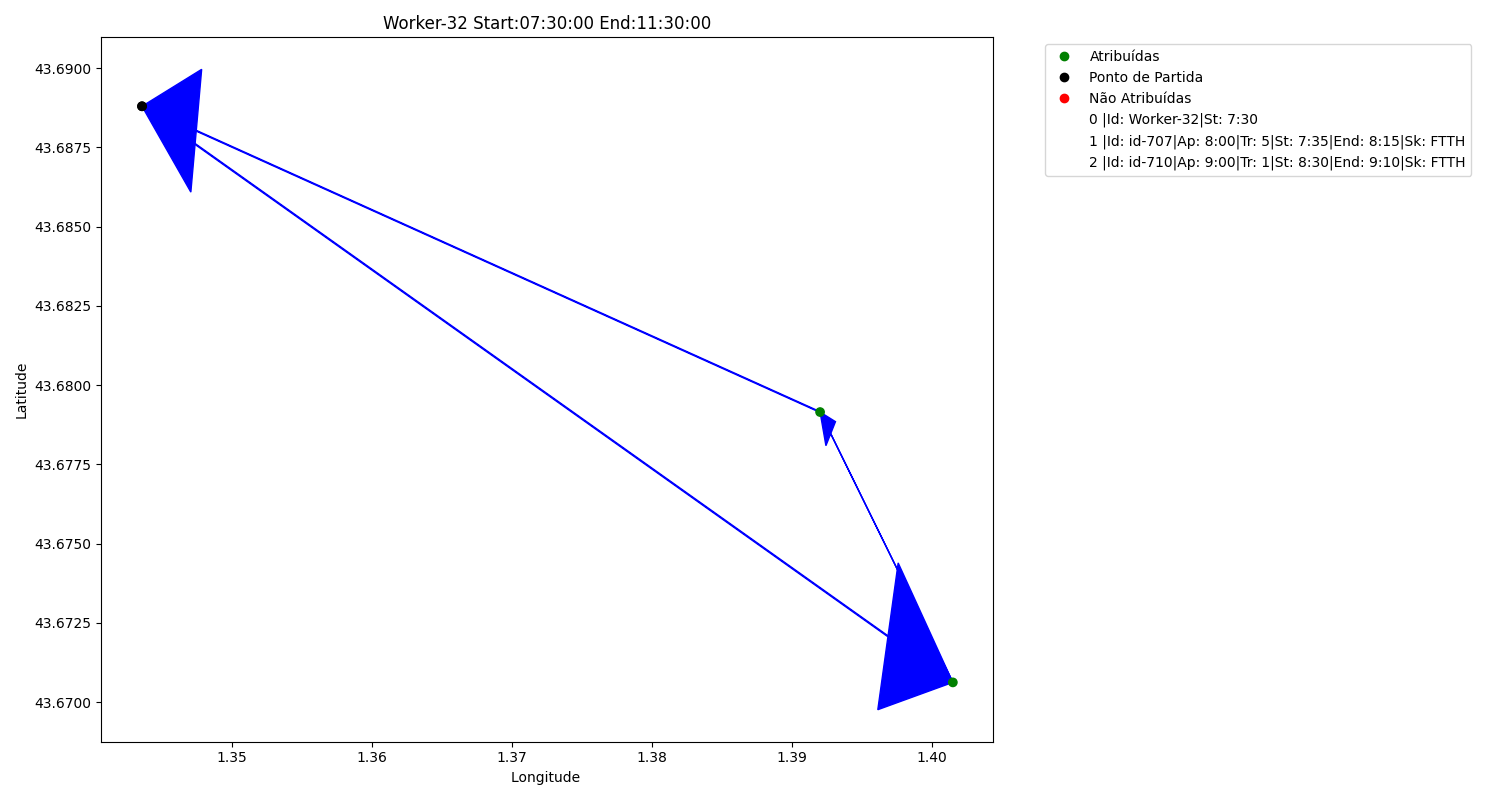 Worker-32 Start:07:30:00 End:11:30:00
Atribuídas
Ponto de Partida
Não Atribuídas
0 |Id: Worker-32|St: 7:30
1 |Id: id-707|Ap: 8:00|Tr: 5|St: 7:35|End: 8:15|Sk: FTTH
2 |Id: id-710|Ap: 9:00|Tr: 1|St: 8:30|End: 9:10|Sk: FTTH
43.6900
43.6875
43.6850
43.6825
43.6800
43.6775
43.6750
43.6725
43.6700
Latitude
1.35 1.36 1.37 1.38 1.39 1.40
Longitude